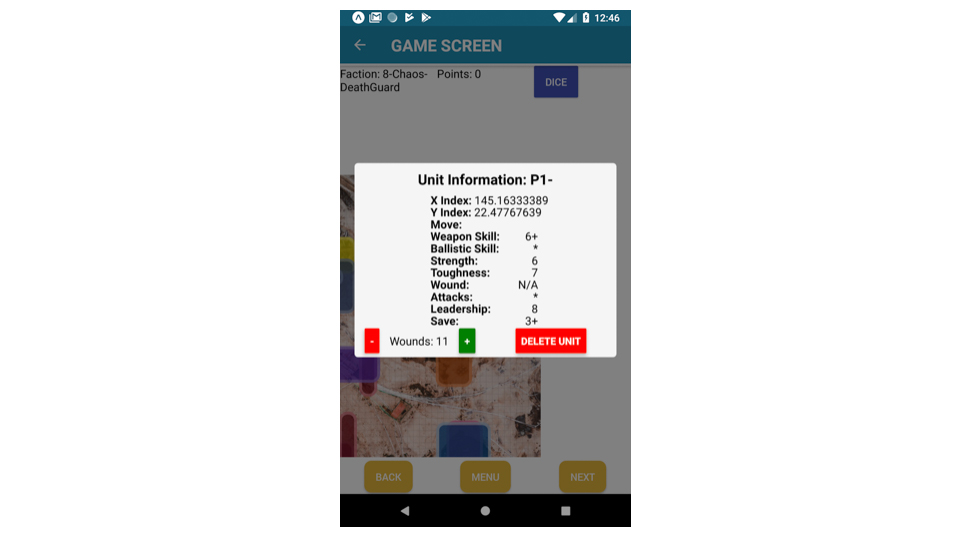 12:46
GAME SCREEN
Faction: 8-Chaos- Points: 0
DeathGuard
DICE
Unit Information: P1-
X Index: 145.16333389
Y Index: 22.47767639
Move:
Weapon Skill: 6+
Ballistic Skill: *
Strength: 6
Toughness: 7
Wound: N/A
Attacks: *
Leadership: 8
Save: 3+
- Wounds: 11 + DELETE UNIT
BACK MENU NEXT